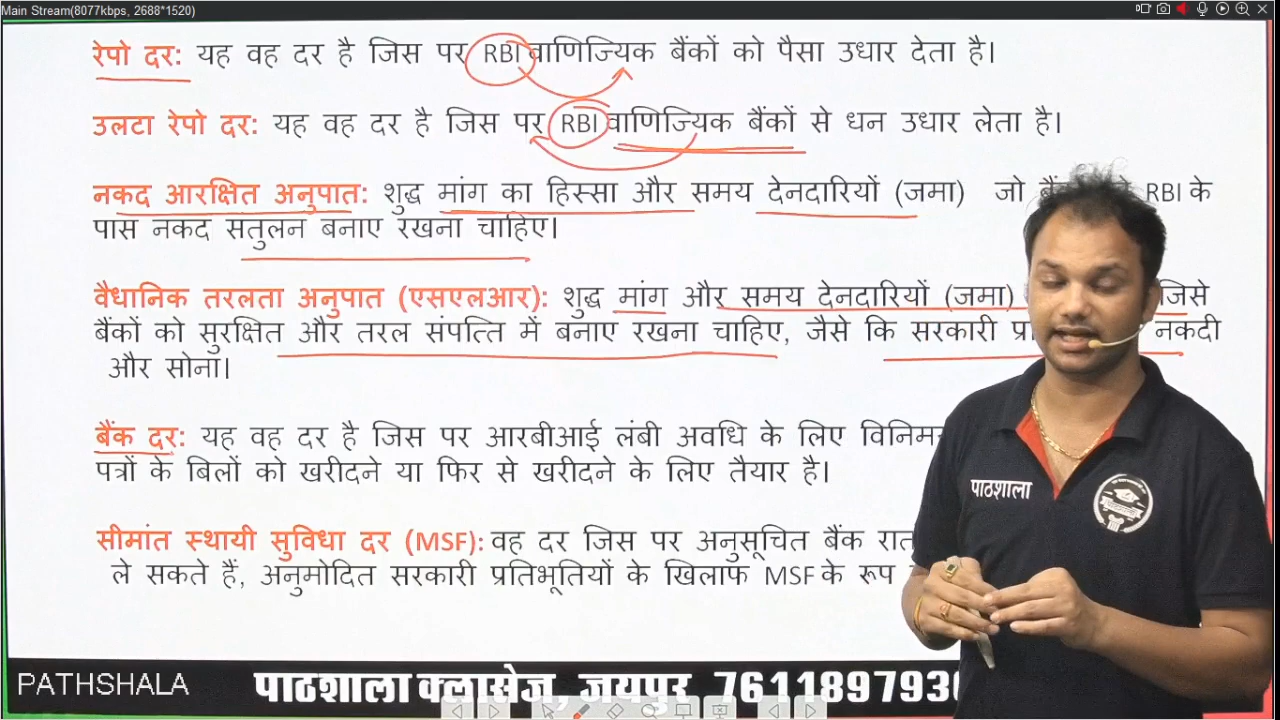 Main Stream(8077kbps, 2688*1520)
रेपो दर: यह वह दर है जिस पर RBI वाणिज्यिक बैंकों को पैसा उधार देता है।
उलटा रेपो दर: यह वह दर है जिस पर RBI वाणिज्यिक बैंकों से धन उधार लेता है।
नकद आरक्षित अनुपात: शुद्ध मांग का हिस्सा और समय देनदारियों (जमा) जो RBI के
पास नकद संतुलन बनाए रखना चाहिए।
वैधानिक तरलता अनुपात (एसएलआर): शुद्ध मांग और समय देनदारियों (जमा) जिसे
बैंकों को सुरक्षित और तरल संपत्ति में बनाए रखना चाहिए, जैसे कि सरकारी नकदी
और सोना।
बैंक दर: यह वह दर है जिस पर आरबीआई लंबी अवधि के लिए
पत्रों के बिलों को खरीदने या फिर से खरीदने के लिए तैयार है।
सीमांत स्थायी सुविधा दर (MSF): वह दर जिस पर अनुसूचित बैंक
ले सकते हैं, अनुमोदित सरकारी प्रतिभूतियों के खिलाफ MSF के रूप
पाठशाला
PATHSHALA पाठशाला क्लासेज, जयपुर 761189793